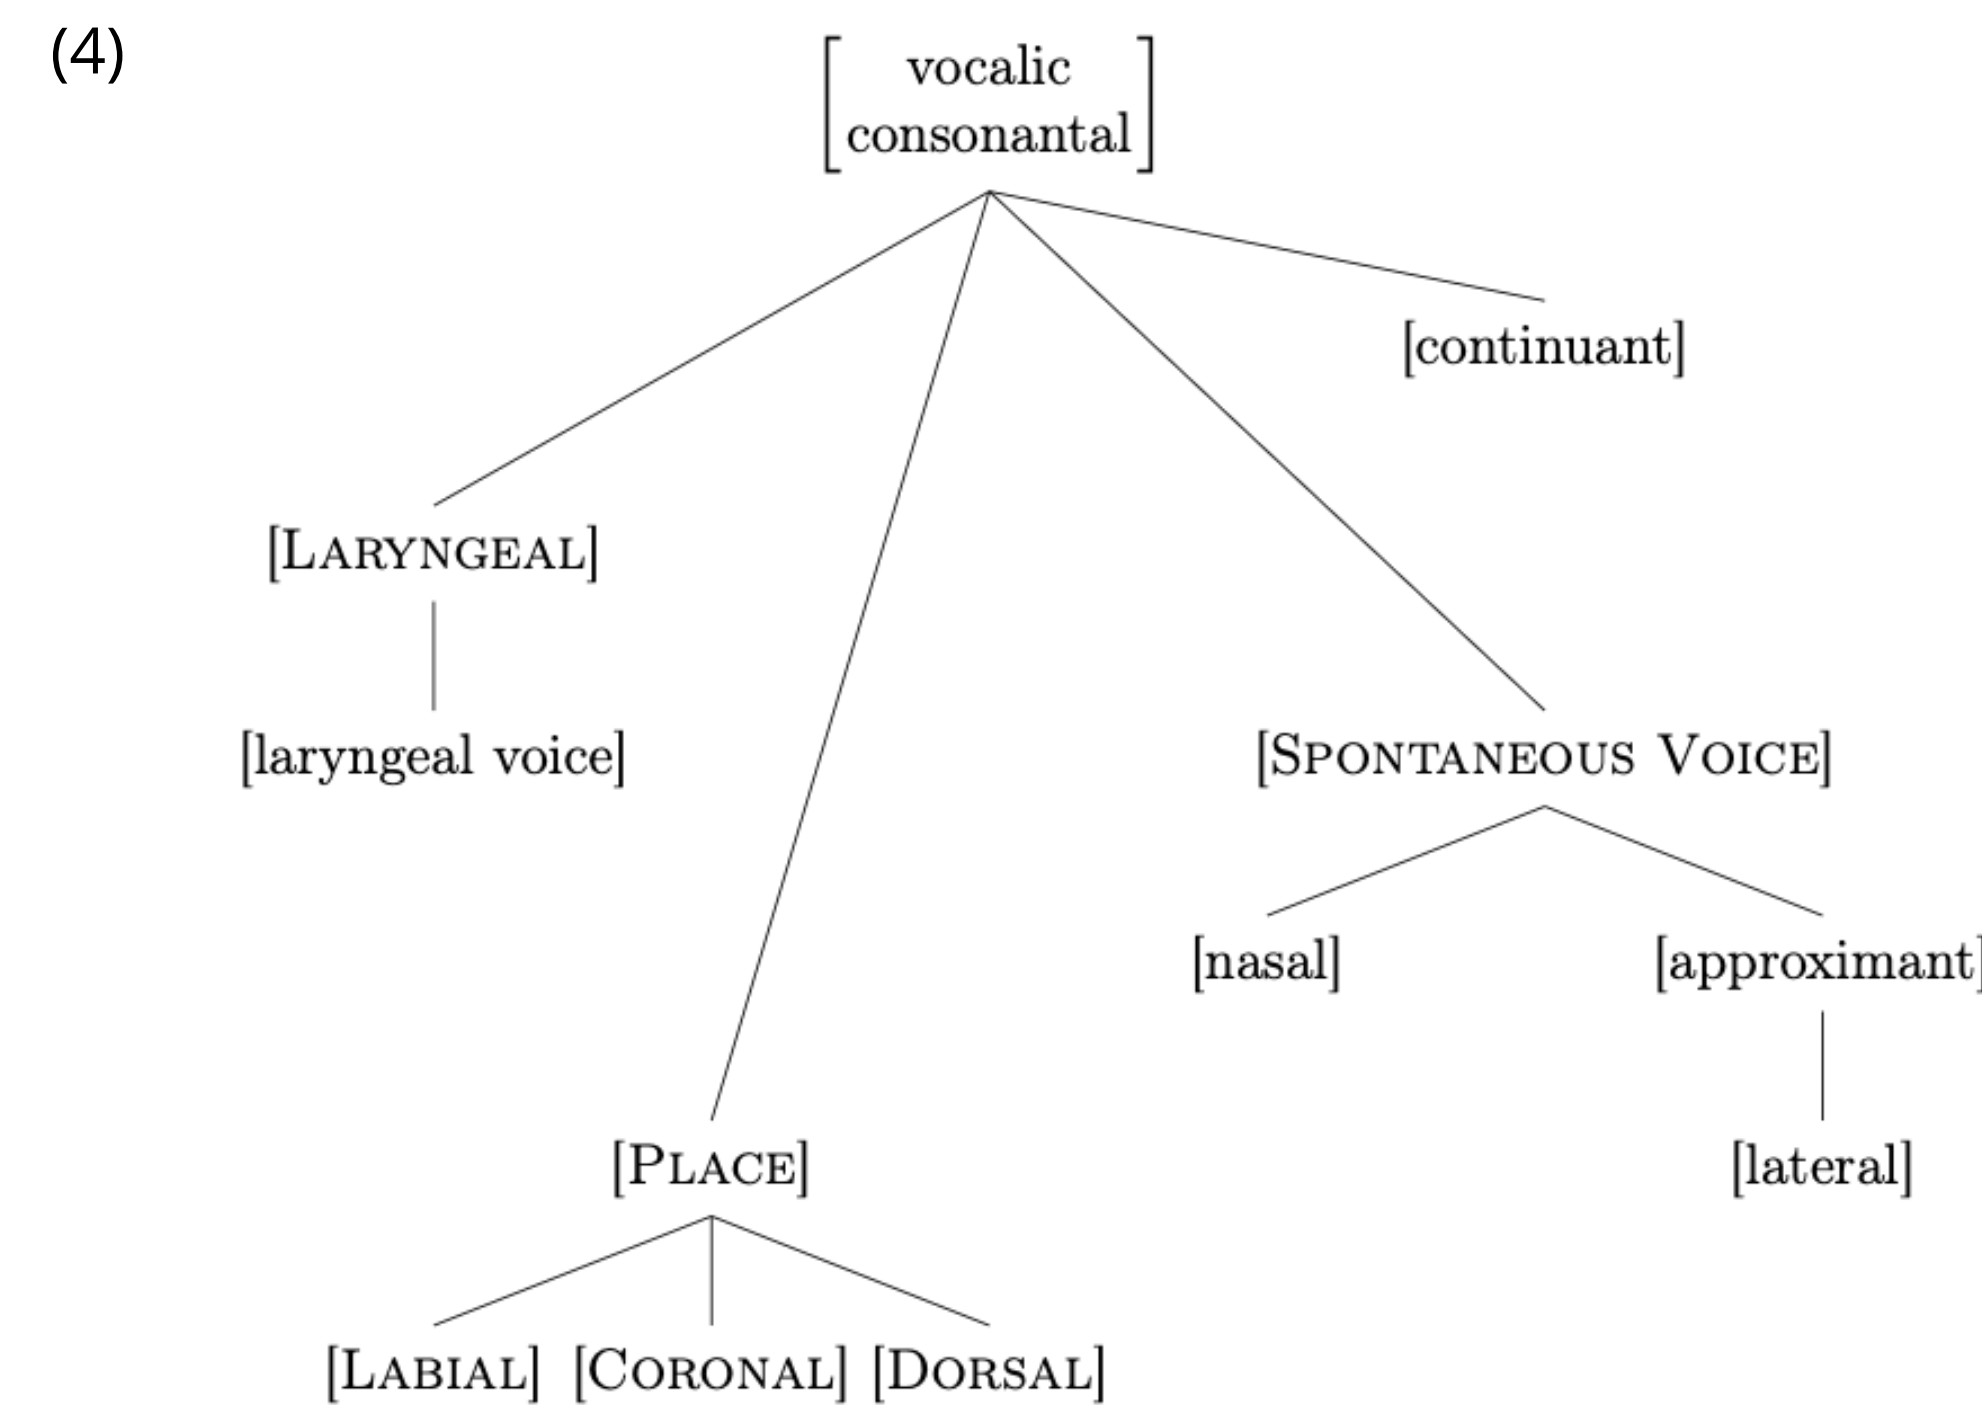 (4)
vocalic
consonantal
[continuant]
[LARYNGEAL]
[laryngeal voice]
[SPONTANEOUS VOICE]
[nasal] [approximant]
[PLACE] [lateral]
[LABIAL] [CORONAL] [DORSAL]